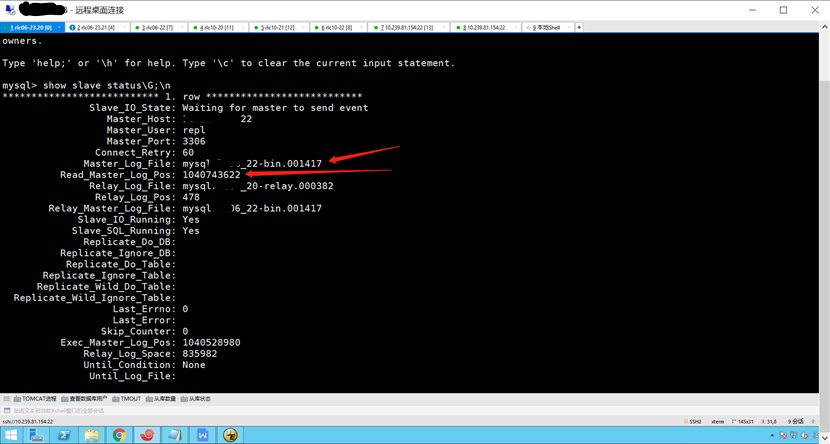 - 远程桌面连接
1 rlc06-23.20 [0]
2 rlc06-23.21 [4]
3 rlc06-22 [7]
4 rlc10-20 [11]
5 rlc10-21 [12]
6 rlc10-22 [8]
7 10.239.81.154:22 [13]
8 10.239.81.154:22
9 本地Shell
+
owners.
Type 'help;' or '\h' for help. Type '\c' to clear the current input statement.
mysql> show slave status\G;\n
*************************** 1. row ***************************
Slave_IO_State: Waiting for master to send event
Master_Host: 22
Master_User: repl
Master_Port: 3306
Connect_Retry: 60
Master_Log_File: mysql _22-bin.001417
Read_Master_Log_Pos: 1040743622
Relay_Log_File: mysql. _20-relay.000382
Relay_Log_Pos: 478
Relay_Master_Log_File: mysql 06_22-bin.001417
Slave_IO_Running: Yes
Slave_SQL_Running: Yes
Replicate_Do_DB:
Replicate_Ignore_DB:
Replicate_Do_Table:
Replicate_Ignore_Table:
Replicate_Wild_Do_Table:
Replicate_Wild_Ignore_Table:
Last_Errno: 0
Last_Error:
Skip_Counter: 0
Exec_Master_Log_Pos: 1040528980
Relay_Log_Space: 835982
Until_Condition: None
Until_Log_File:
TOMCAT进程 查看数据库用户 TMOUT 从库数量 从库状态
发送文本到当前Xshell窗口的全部会话
ssh://10.239.81.154:22
SSH2
xterm
145x31
31,8
9 会话